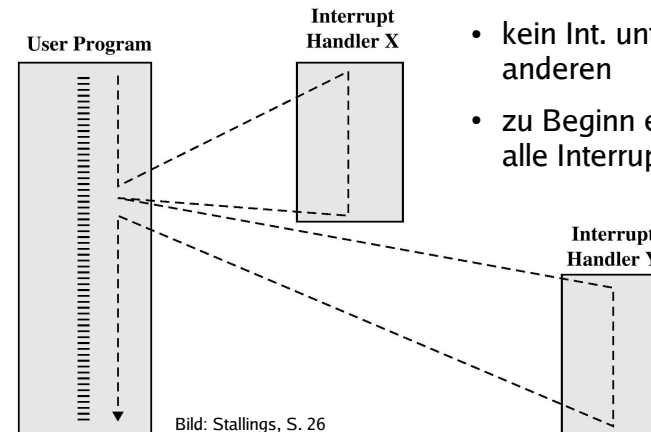 User Program
Interrupt
Handler X
• kein Int. unt
anderen
• zu Beginn e
alle Interrup
Interrupt
Handler Y
Bild: Stallings, S. 26